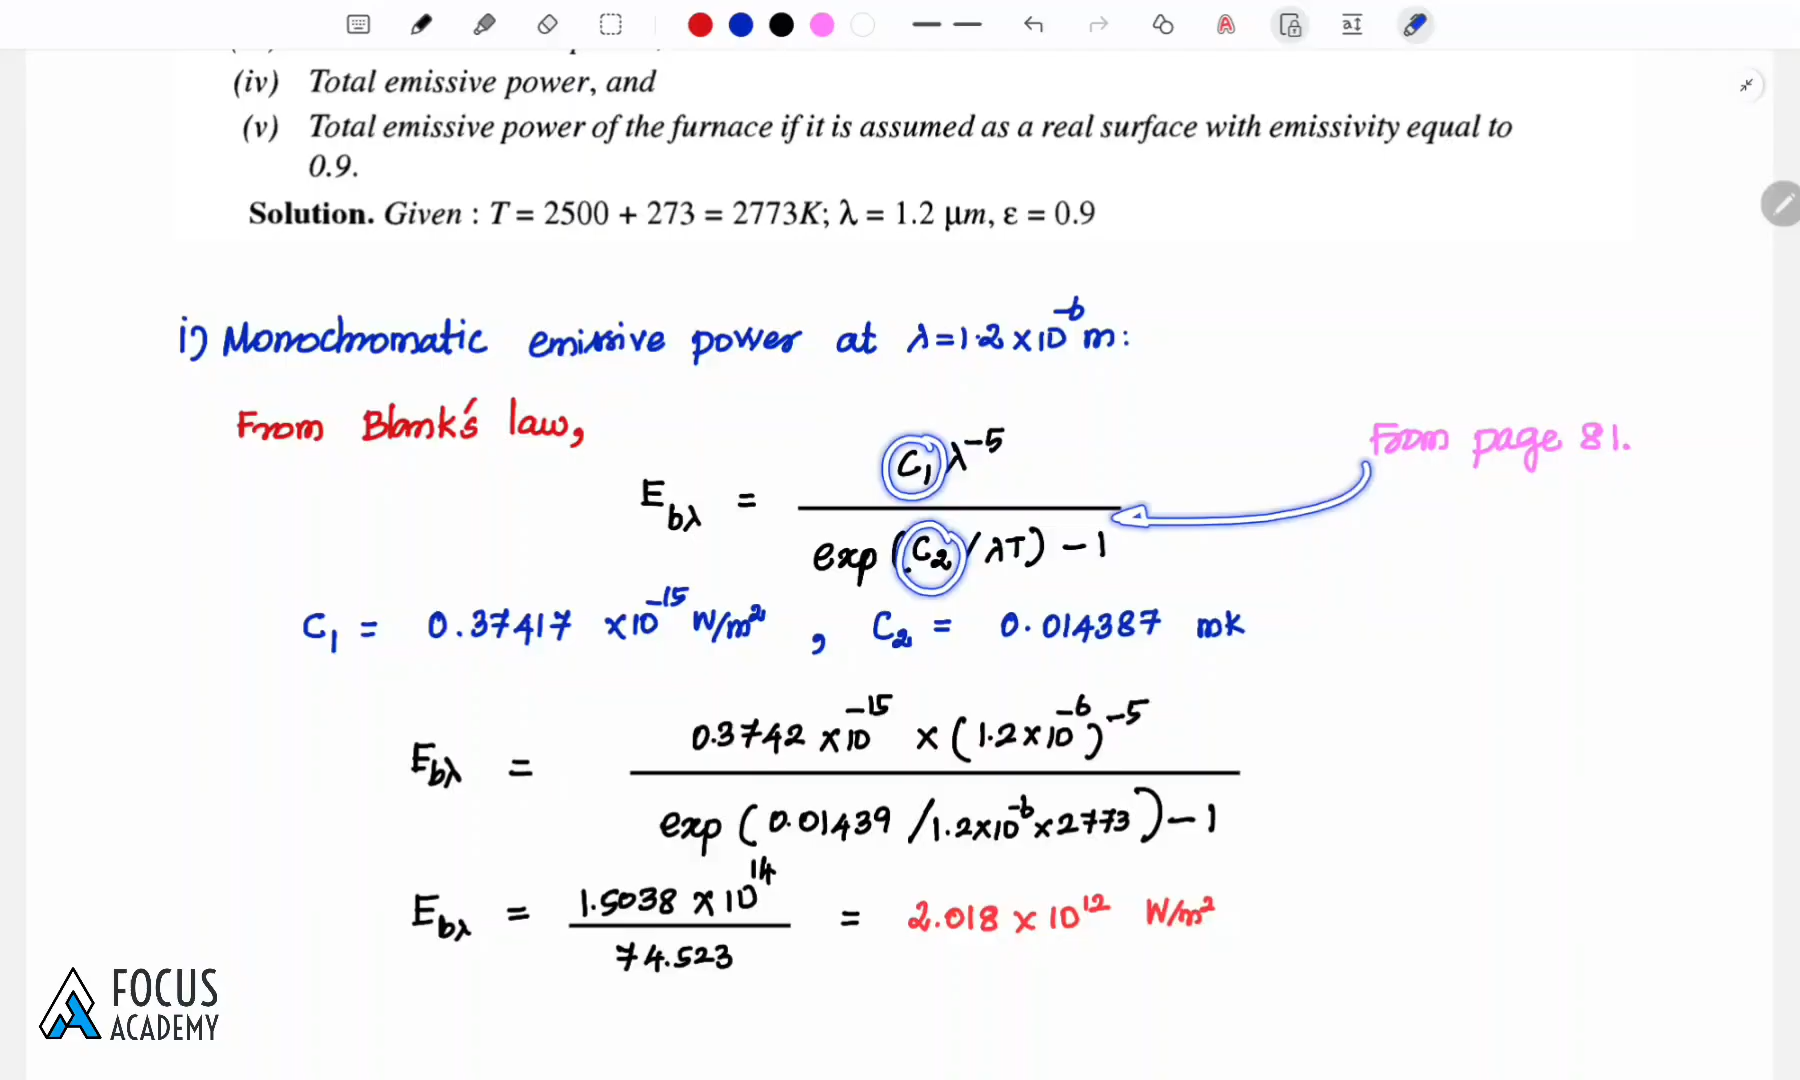 (iv) Total emissive power, and
(v) Total emissive power of the furnace if it is assumed as a real surface with emissivity equal to
0.9.
Solution. Given : T = 2500 + 273 = 2773K; λ = 1.2 μm, ε = 0.9
i) Monochromatic emissive power at λ=1.2 × 10⁻⁶ m:
From Blank's law,
From page 81.
E_bλ = C₁ λ⁻⁵ / exp (C₂ / λT) - 1
C₁ = 0.37417 × 10⁻¹⁵ W/m² , C₂ = 0.014387 mk
E_bλ = 0.3742 × 10⁻¹⁵ × (1.2 × 10⁻⁶)⁻⁵ / exp (0.01439 / 1.2×10⁻⁶ × 2773) - 1
E_bλ = 1.5038 × 10¹⁴ / 74.523 = 2.018 × 10¹² W/m²
FOCUS
ACADEMY